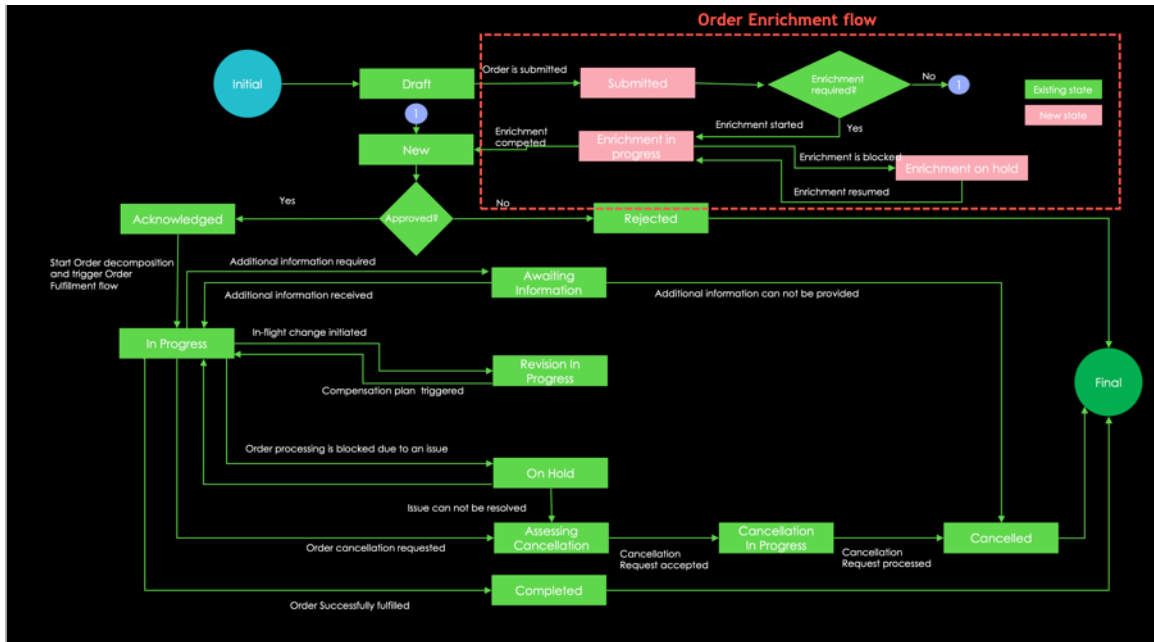 Order Enrichment flow
Initial
Draft
Order is submitted
Submitted
Enrichment
required?
No
1
Existing state
New state
1
Enrichment started
Yes
New
Enrichment
competed
Enrichment in
progress
Enrichment is blocked
Enrichment on hold
Enrichment resumed
Yes
Approved?
No
Acknowledged
Rejected
Start Order decomposition
and trigger Order
Fulfillment flow
Additional information required
Awaiting
Information
Additional information received
Additional information can not be provided
In Progress
In-flight change initiated
Revision In
Progress
Compensation plan triggered
Final
Order processing is blocked due to an issue
On Hold
Issue can not be resolved
Assessing
Cancellation
Order cancellation requested
Cancellation
Request accepted
Cancellation
In Progress
Cancellation
Request processed
Cancelled
Completed
Order Successfully fulfilled